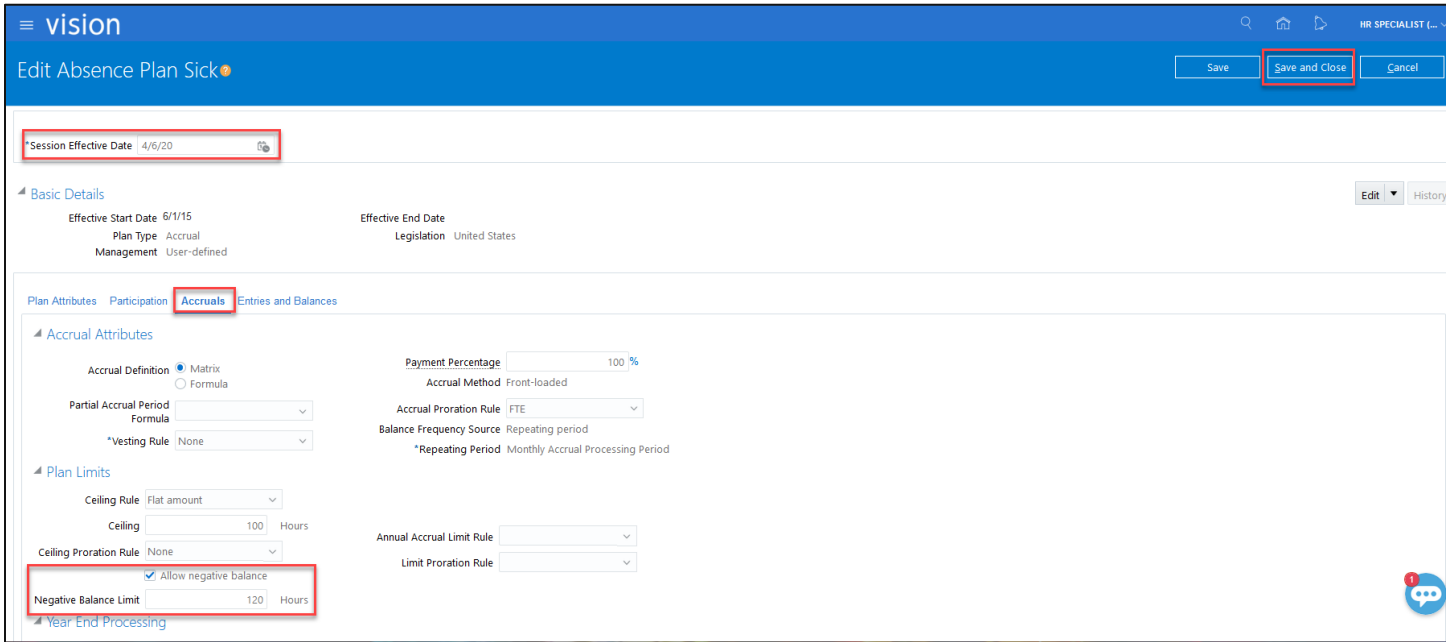 vision
HR SPECIALIST (...
Edit Absence Plan Sick
Save
Save and Close
Cancel
*Session Effective Date 4/6/20
Basic Details
Edit
History
Effective Start Date 6/1/15
Effective End Date
Plan Type Accrual
Legislation United States
Management User-defined
Plan Attributes Participation Accruals Entries and Balances
Accrual Attributes
Accrual Definition Matrix
Formula
Payment Percentage 100 %
Accrual Method Front-loaded
Partial Accrual Period
Formula
Accrual Proration Rule FTE
Balance Frequency Source Repeating period
*Vesting Rule None
*Repeating Period Monthly Accrual Processing Period
Plan Limits
Ceiling Rule Flat amount
Ceiling 100 Hours
Annual Accrual Limit Rule
Ceiling Proration Rule None
Limit Proration Rule
Allow negative balance
Negative Balance Limit 120 Hours
Year End Processing
1